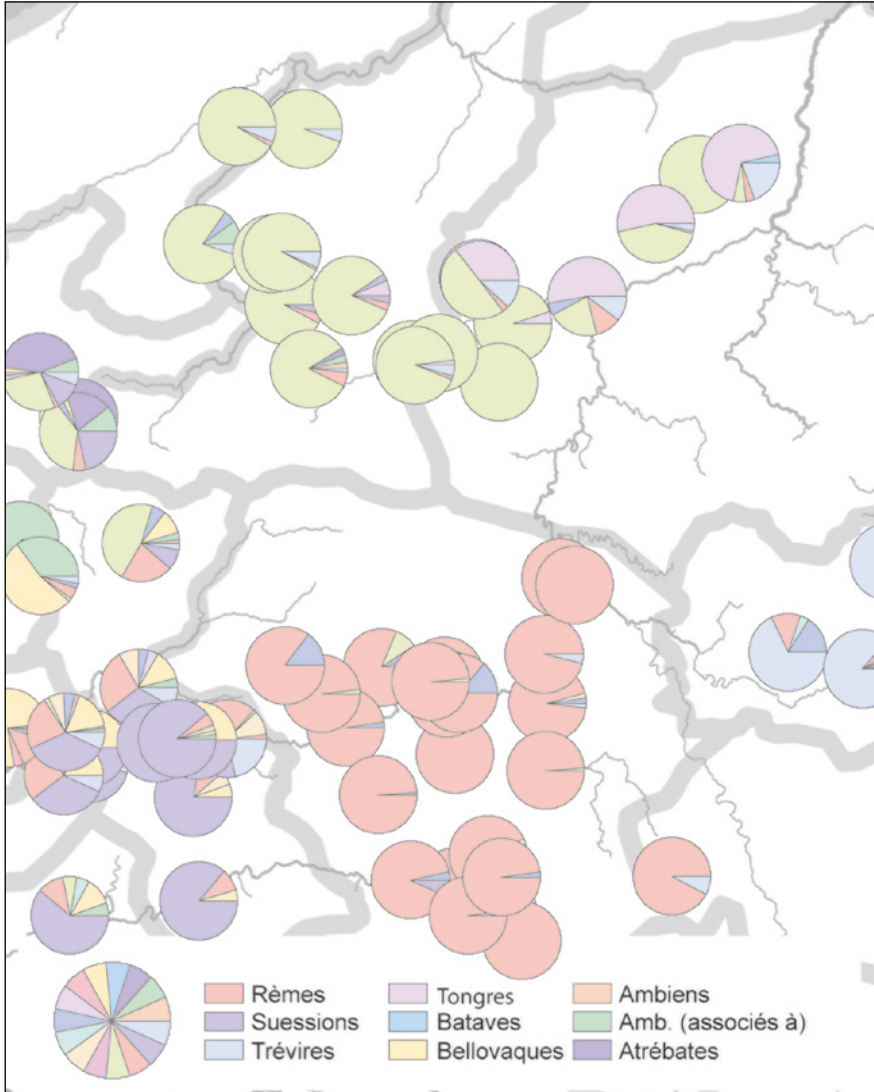 Rèmes Tongres Ambiens
Suessions Bataves Amb. (associés à)
Trévires Bellovaques Atrébates